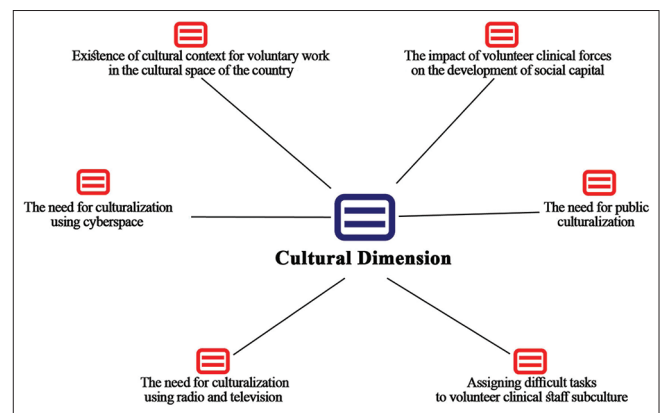 Existence of cultural context for voluntary work
in the cultural space of the country
The impact of volunteer clinical forces
on the development of social capital
The need for culturalization
using cyberspace
The need for public
culturalization
Cultural Dimension
The need for culturalization
using radio and television
Assigning difficult tasks
to volunteer clinical staff subculture